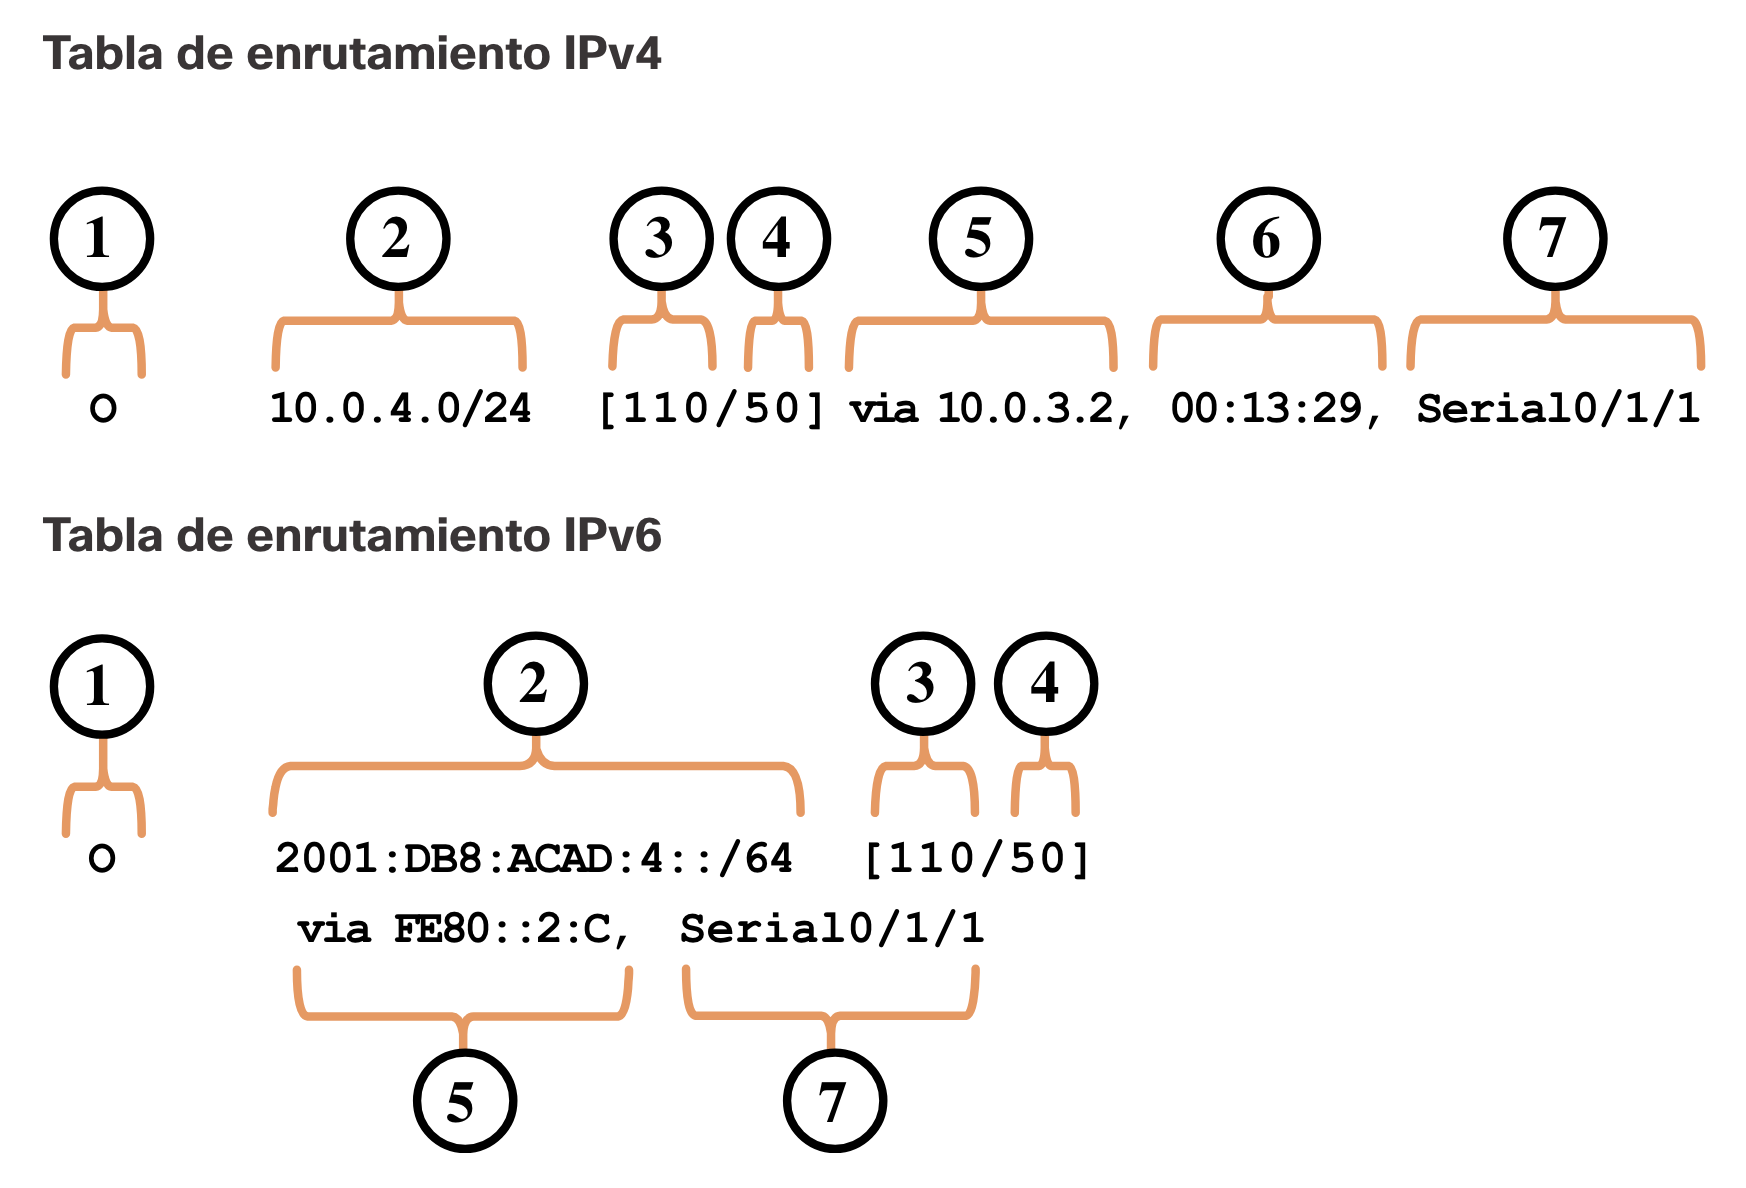 Tabla de enrutamiento IPv4
1 2 3 4 5 6 7
O 10.0.4.0/24 [110/50] via 10.0.3.2, 00:13:29, Serial0/1/1
Tabla de enrutamiento IPv6
1 2 3 4
O 2001:DB8:ACAD:4::/64 [110/50]
via FE80::2:C, Serial0/1/1
5 7